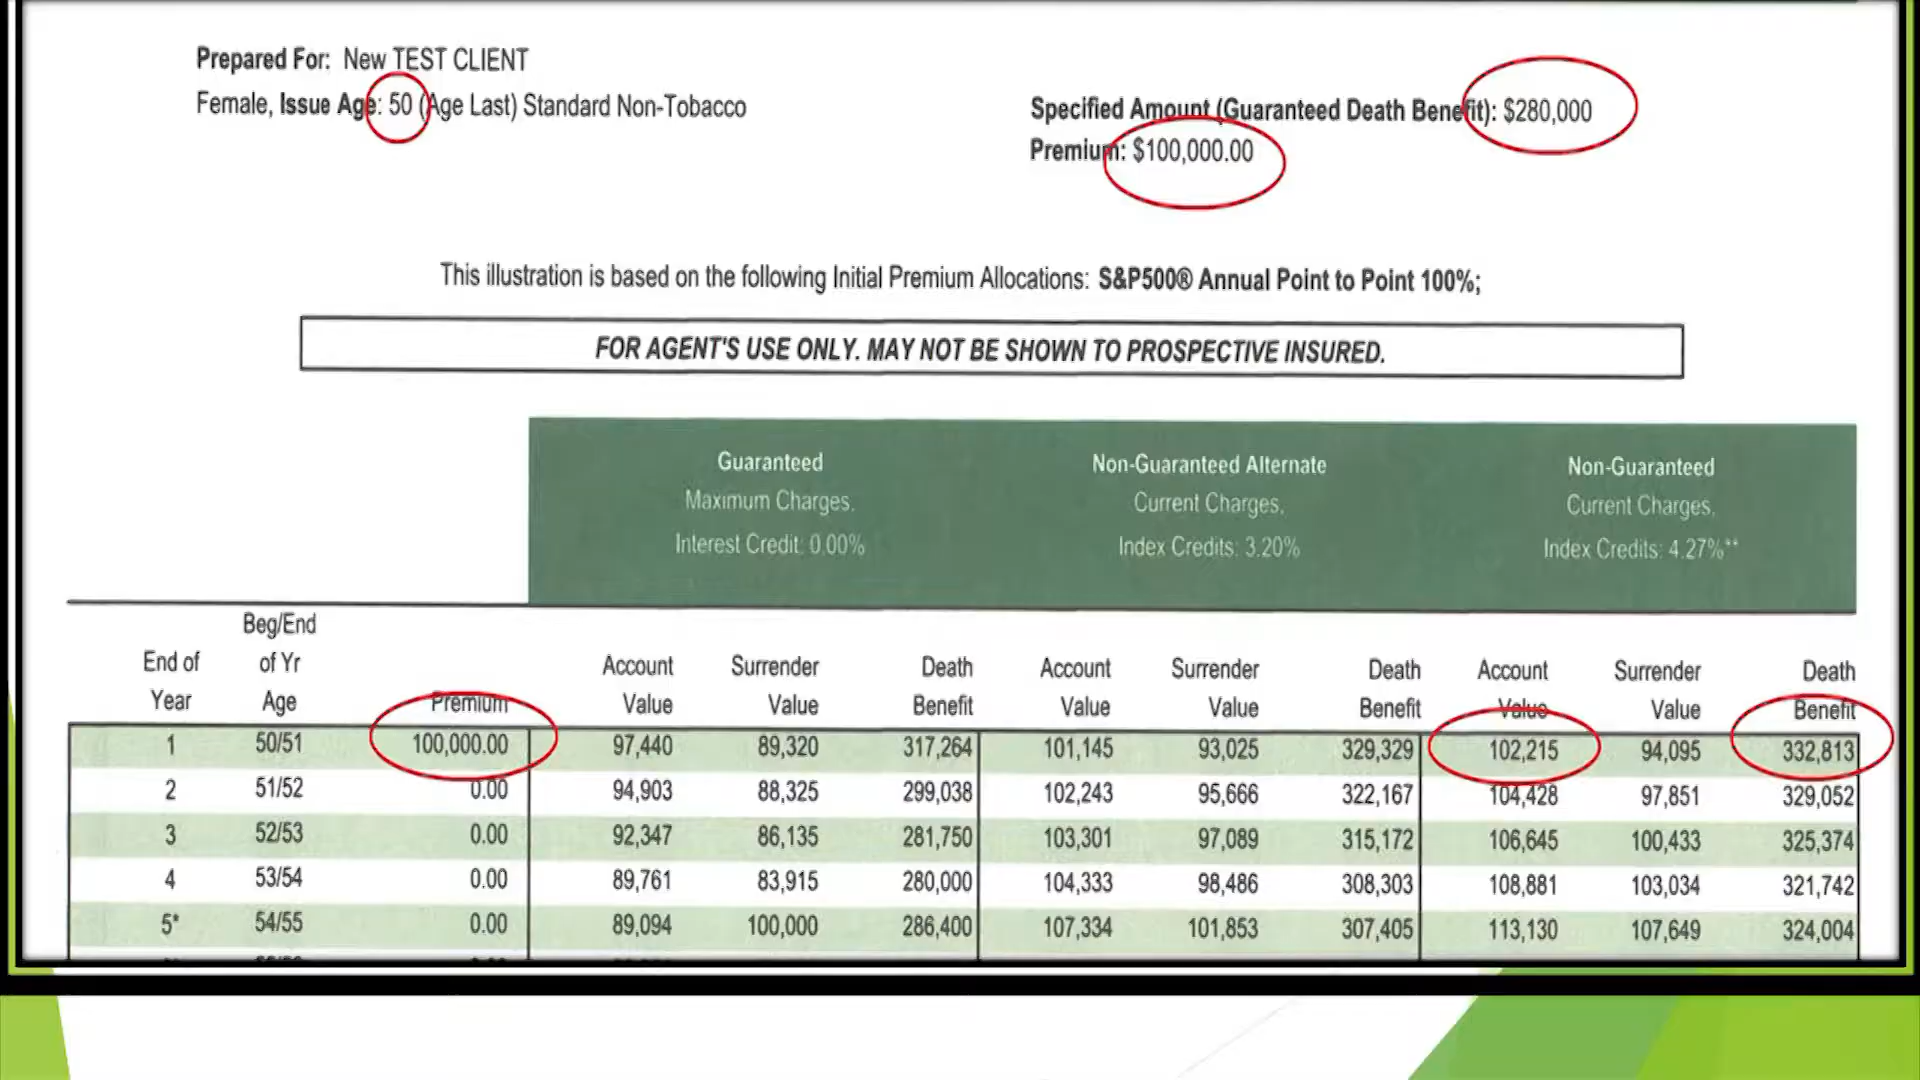 Prepared For: New TEST CLIENT
Female, Issue Age: 50 (Age Last) Standard Non-Tobacco
Specified Amount (Guaranteed Death Benefit): $280,000
Premium: $100,000.00
This illustration is based on the following Initial Premium Allocations: S&P500® Annual Point to Point 100%;
FOR AGENT'S USE ONLY. MAY NOT BE SHOWN TO PROSPECTIVE INSURED.
Guaranteed Non-Guaranteed Alternate Non-Guaranteed
Maximum Charges, Current Charges, Current Charges,
Interest Credit: 0.00% Index Credits: 3.20% Index Credits: 4.27%**
Beg/End
End of of Yr Account Surrender Death Account Surrender Death Account Surrender Death
Year Age Premium Value Value Benefit Value Value Benefit Value Value Benefit
1 50/51 100,000.00 97,440 89,320 317,264 101,145 93,025 329,329 102,215 94,095 332,813
2 51/52 0.00 94,903 88,325 299,038 102,243 95,666 322,167 104,428 97,851 329,052
3 52/53 0.00 92,347 86,135 281,750 103,301 97,089 315,172 106,645 100,433 325,374
4 53/54 0.00 89,761 83,915 280,000 104,333 98,486 308,303 108,881 103,034 321,742
5* 54/55 0.00 89,094 100,000 286,400 107,334 101,853 307,405 113,130 107,649 324,004